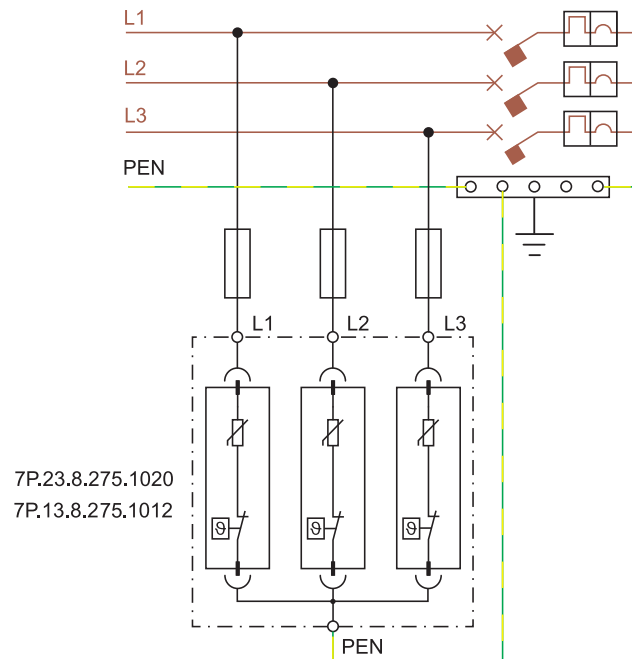 L1
L2
L3
PEN
L1 L2 L3
7P.23.8.275.1020
7P.13.8.275.1012
ϑ ϑ ϑ
PEN